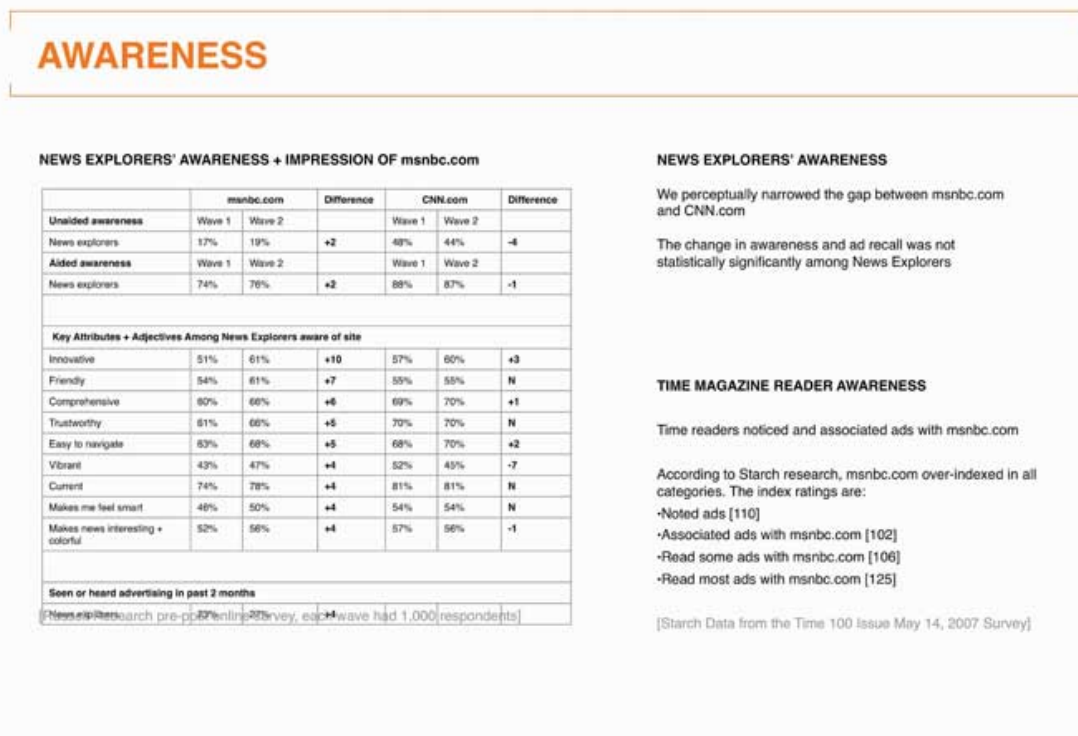 AWARENESS
NEWS EXPLORERS' AWARENESS + IMPRESSION OF msnbc.com
msnbc.com Difference CNN.com Difference
Unaided awareness Wave 1 Wave 2 Wave 1 Wave 2
News explorers 17% 19% +2 48% 44% -4
Aided awareness Wave 1 Wave 2 Wave 1 Wave 2
News explorers 74% 76% +2 88% 87% -1
Key Attributes + Adjectives Among News Explorers aware of site
Innovative 51% 61% +10 57% 60% +3
Friendly 54% 61% +7 55% 55% N
Comprehensive 60% 66% +6 69% 70% +1
Trustworthy 61% 66% +5 70% 70% N
Easy to navigate 63% 68% +5 68% 70% +2
Vibrant 43% 47% +4 52% 45% -7
Current 74% 78% +4 81% 81% N
Makes me feel smart 46% 50% +4 54% 54% N
Makes news interesting + 52% 56% +4 57% 56% -1
colorful
Seen or heard advertising in past 2 months
News explorers +4
Research online survey, each wave had 1,000 respondents]
NEWS EXPLORERS' AWARENESS
We perceptually narrowed the gap between msnbc.com
and CNN.com
The change in awareness and ad recall was not
statistically significantly among News Explorers
TIME MAGAZINE READER AWARENESS
Time readers noticed and associated ads with msnbc.com
According to Starch research, msnbc.com over-indexed in all
categories. The index ratings are:
•Noted ads [110]
•Associated ads with msnbc.com [102]
•Read some ads with msnbc.com [106]
•Read most ads with msnbc.com [125]
[Starch Data from the Time 100 Issue May 14, 2007 Survey]